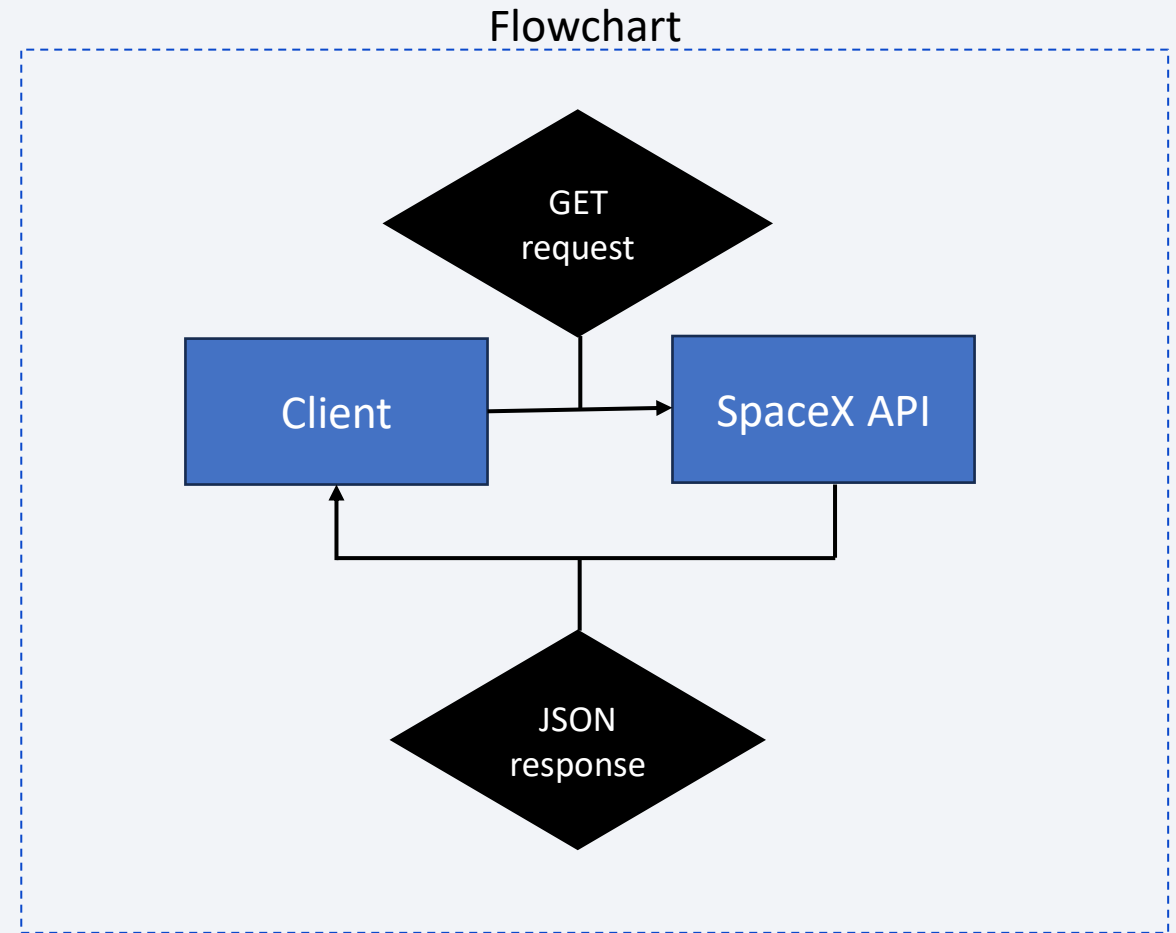 Flowchart
GET
request
Client
SpaceX API
JSON
response